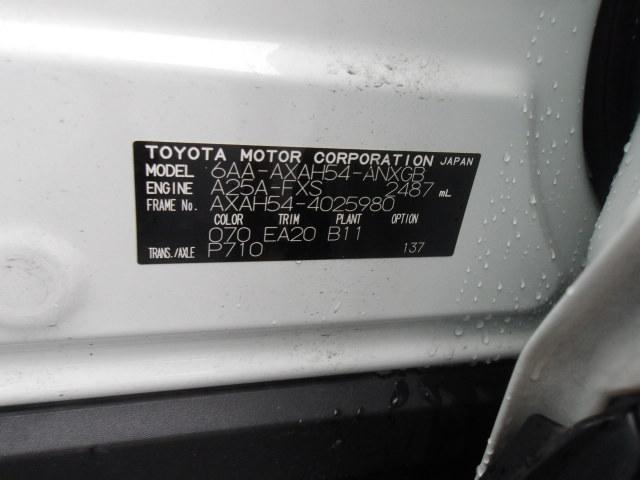 TOYOTA MOTOR CORPORATION JAPAN
MODEL 6AA-AXAH54-ANXGB
ENGINE A25A-FXS 2487 mL
FRAME No. AXAH54-4025980
COLOR TRIM PLANT OPTION
070 EA20 B11
TRANS./AXLE P710 137